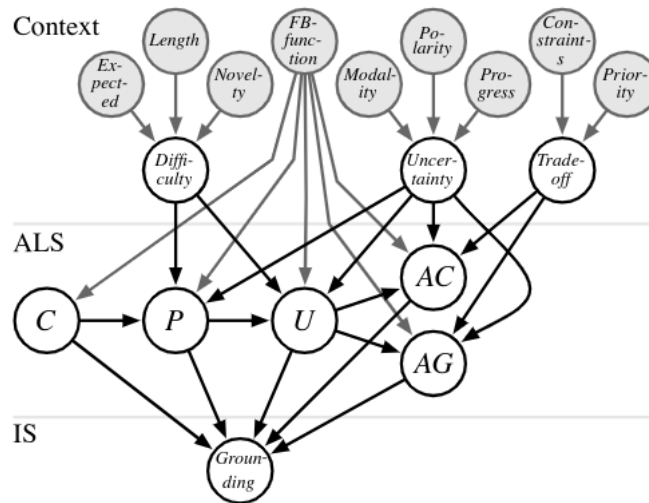 Context
Ex-
pect-
ed
Length
Novel-
ty
FB-
func-
tion
Modal-
ity
Po-
larity
Pro-
gress
Con-
straint-
s
Prior-
ity
Diffi-
culty
Uncer-
tainty
Trade-
off
ALS
C
P
U
AC
AG
IS
Groun-
ding